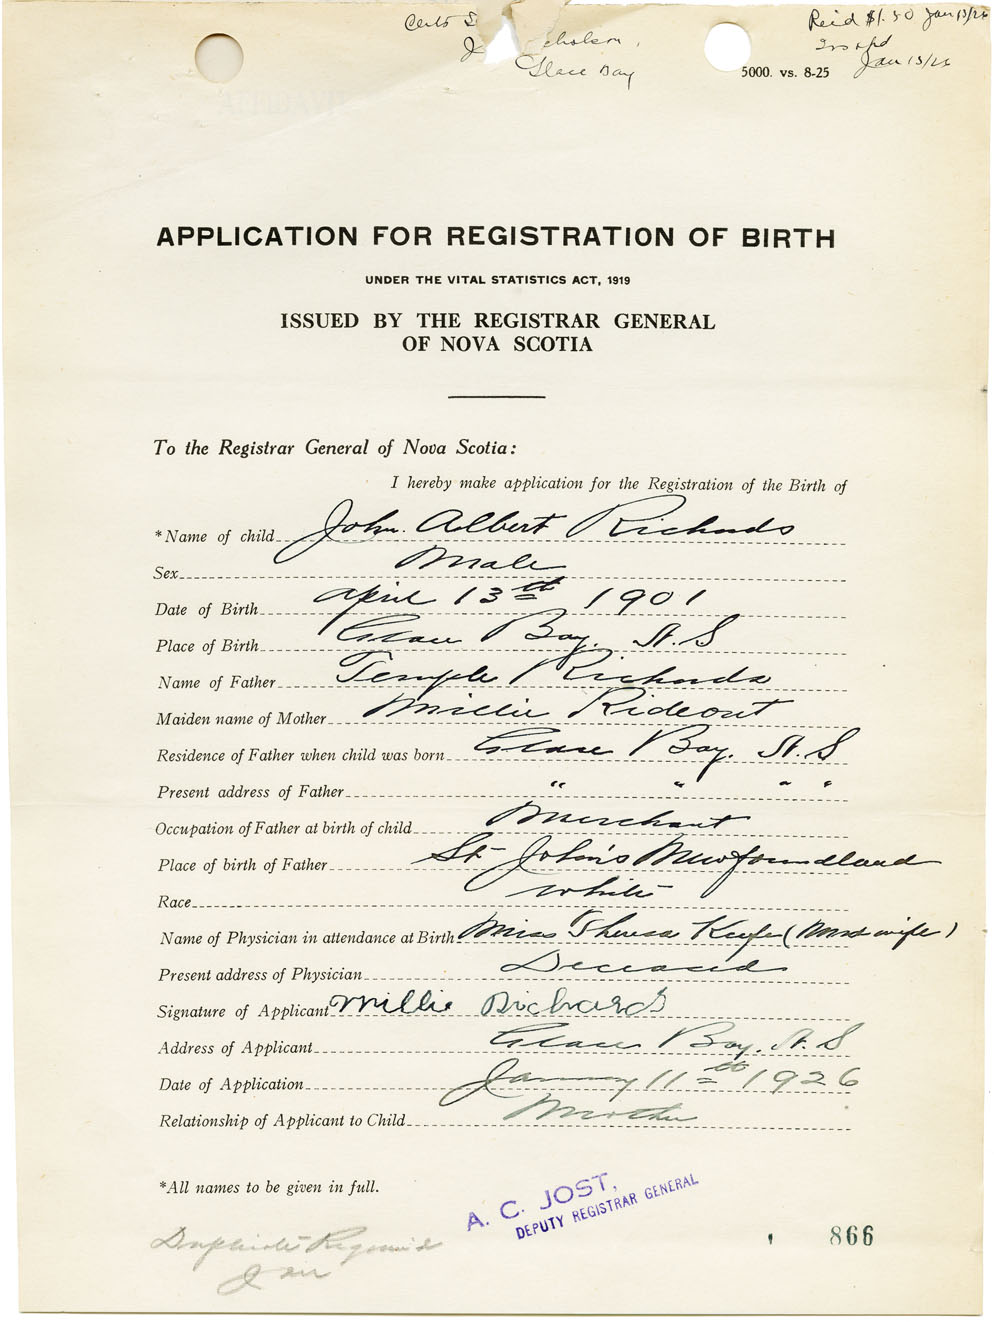 Certs
J Nicholson,
Glace Bay
Reid $1.50 Jan 13/26
Jan 13/26
5000. vs. 8-25
APPLICATION FOR REGISTRATION OF BIRTH
UNDER THE VITAL STATISTICS ACT, 1919
ISSUED BY THE REGISTRAR GENERAL
OF NOVA SCOTIA
To the Registrar General of Nova Scotia:
I hereby make application for the Registration of the Birth of
*Name of child John Albert Richards
Sex Male
Date of Birth April 13th 1901
Place of Birth Glace Bay. N.S
Name of Father Temple Richards
Maiden name of Mother Millie Rideout
Residence of Father when child was born Glace Bay. N.S
Present address of Father " " " "
Occupation of Father at birth of child Merchant
Place of birth of Father St John's Newfoundland
Race White
Name of Physician in attendance at Birth Miss Theresa Keefe (Midwife)
Present address of Physician Deceased
Signature of Applicant Millie Richards
Address of Applicant Glace Bay. N.S
Date of Application January 11th 1926
Relationship of Applicant to Child Mother
*All names to be given in full.
A. C. JOST,
DEPUTY REGISTRAR GENERAL
866
Duplicate